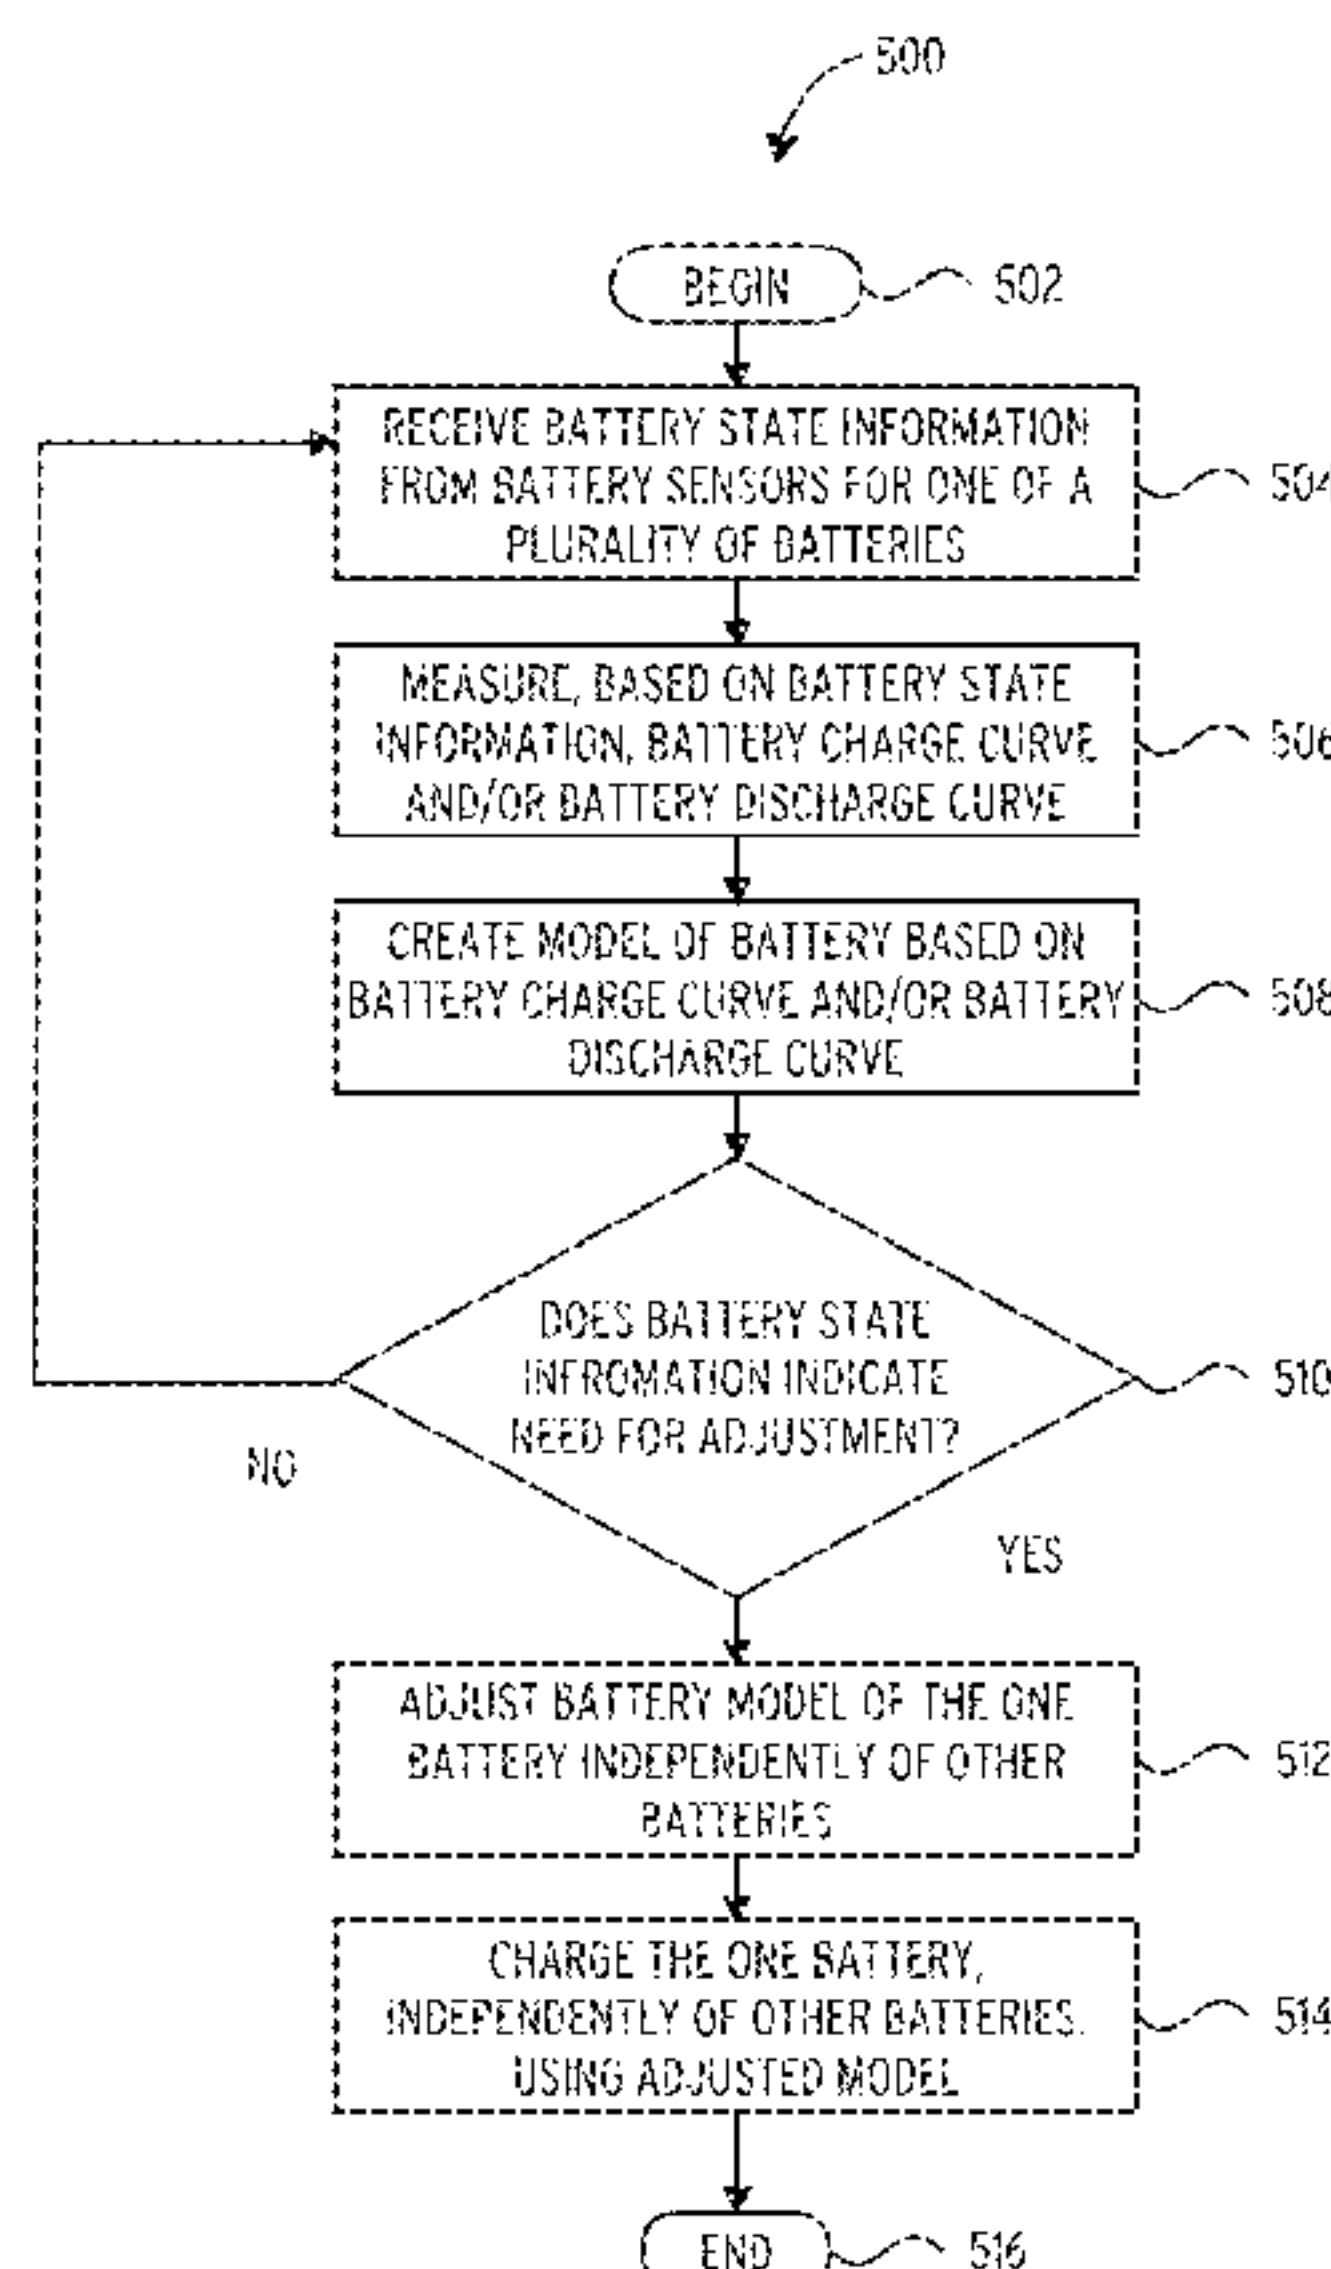 500
BEGIN
502
RECEIVE BATTERY STATE INFORMATION
FROM BATTERY SENSORS FOR ONE OF A
PLURALITY OF BATTERIES
504
MEASURE, BASED ON BATTERY STATE
INFORMATION, BATTERY CHARGE CURVE
AND/OR BATTERY DISCHARGE CURVE
506
CREATE MODEL OF BATTERY BASED ON
BATTERY CHARGE CURVE AND/OR BATTERY
DISCHARGE CURVE
508
DOES BATTERY STATE
INFROMATION INDICATE
NEED FOR ADJUSTMENT?
510
NO
YES
ADJUST BATTERY MODEL OF THE ONE
BATTERY INDEPENDENTLY OF OTHER
BATTERIES
512
CHARGE THE ONE BATTERY,
INDEPENDENTLY OF OTHER BATTERIES,
USING ADJUSTED MODEL
514
END
516